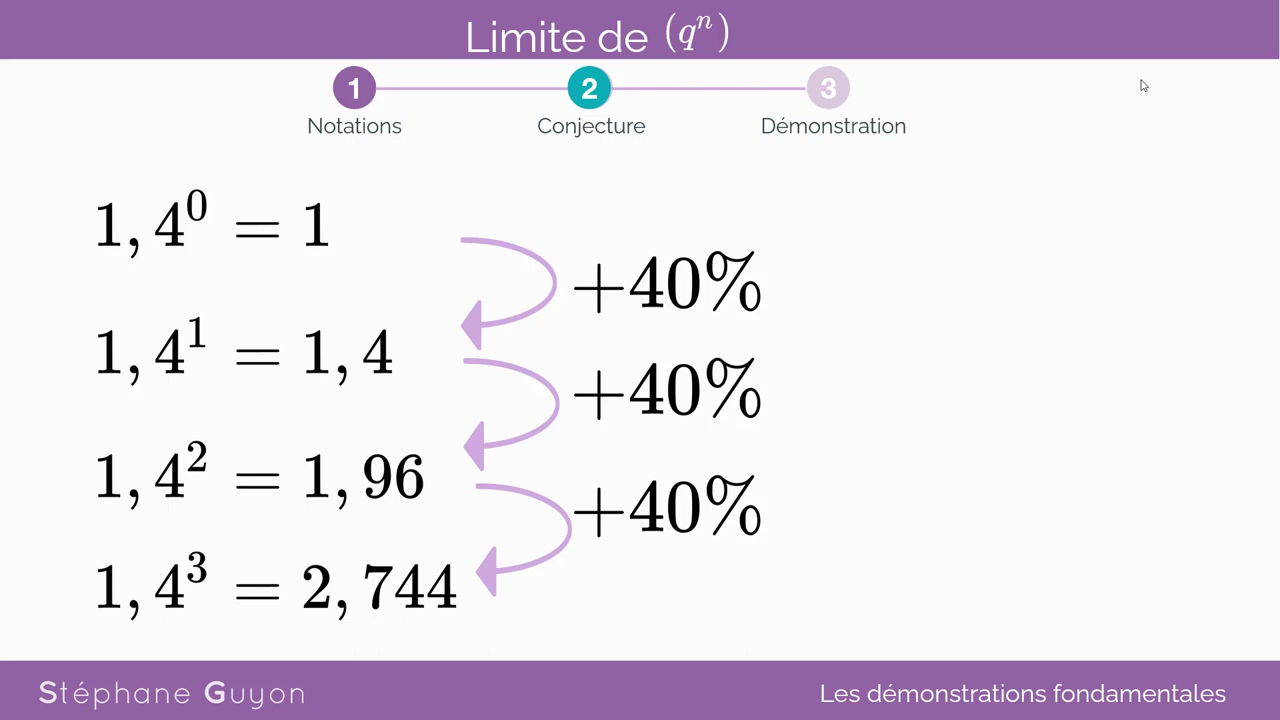 Limite de (qⁿ)
1 2 3
Notations Conjecture Démonstration
1,4⁰ = 1
+40%
1,4¹ = 1,4
+40%
1,4² = 1,96
+40%
1,4³ = 2,744
Stéphane Guyon Les démonstrations fondamentales